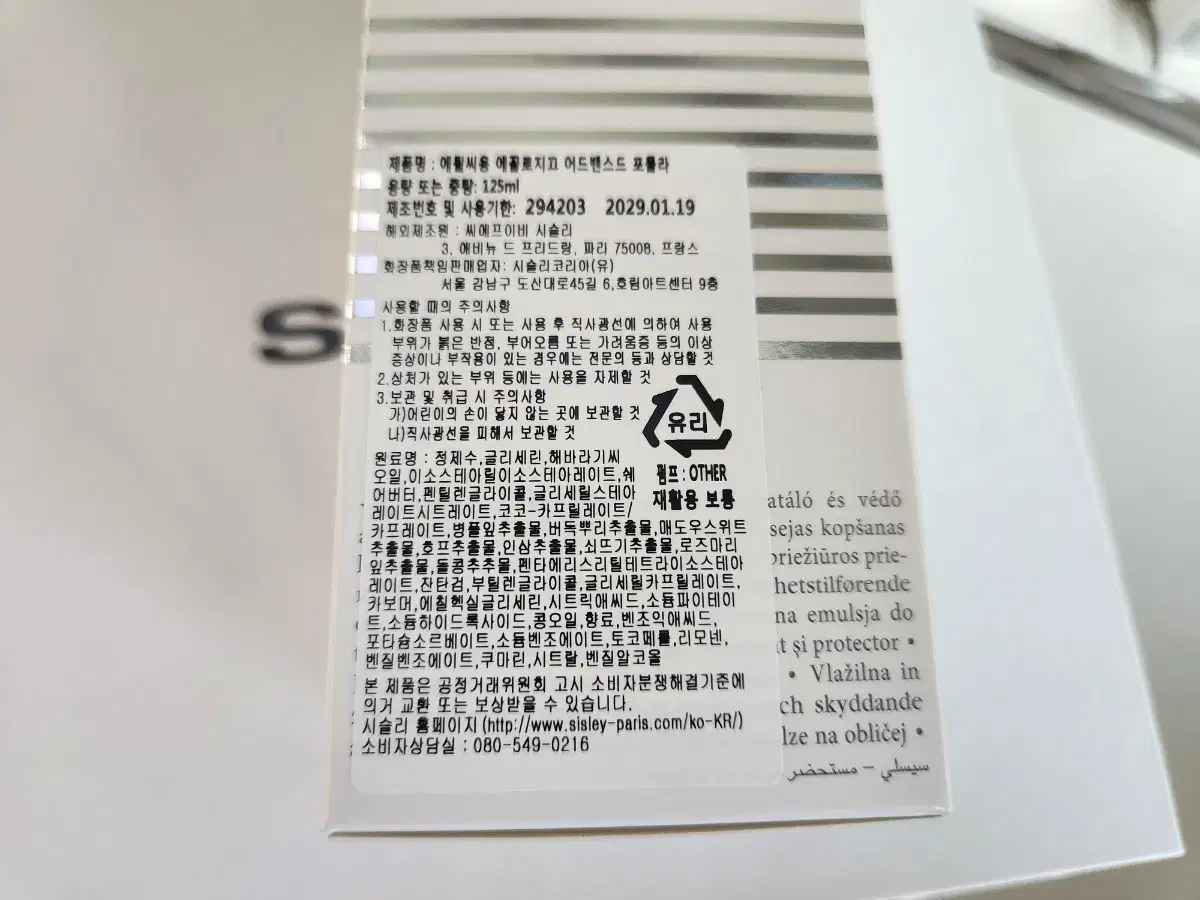 제품명 : 에뮐씨용 에꼴로지끄 어드밴스드 포뮬라
용량 또는 중량: 125ml
제조번호 및 사용기한: 294203 2029.01.19
해외제조원 : 씨에프이비 시슬리
3, 애비뉴 드 프리드랑, 파리 75008, 프랑스
화장품책임판매업자: 시슬리코리아(유)
서울 강남구 도산대로45길 6,호림아트센터 9층
S
사용할 때의 주의사항
1.화장품 사용 시 또는 사용 후 직사광선에 의하여 사용
부위가 붉은 반점, 부어오름 또는 가려움증 등의 이상
증상이나 부작용이 있는 경우에는 전문의 등과 상담할 것
2.상처가 있는 부위 등에는 사용을 자제할 것
3.보관 및 취급 시 주의사항
가)어린이의 손이 닿지 않는 곳에 보관할 것
나)직사광선을 피해서 보관할 것
유리
펌프 : OTHER
재활용 보통
원료명 : 정제수,글리세린,해바라기씨
오일,이소스테아릴이소스테아레이트,쉐
어버터,펜틸렌글라이콜,글리세릴스테아
레이트시트레이트,코코-카프릴레이트/
카프레이트,병풀잎추출물,버독뿌리추출물,매도우스위트
추출물,호프추출물,인삼추출물,쇠뜨기추출물,로즈마리
잎추출물,돌콩추추물,펜타에리스리틸테트라이소스테아
레이트,잔탄검,부틸렌글라이콜,글리세릴카프릴레이트,
카보머,에칠헥실글리세린,시트릭애씨드,소듐파이테이
트,소듐하이드록사이드,콩오일,향료,벤조익애씨드,
포타슘소르베이트,소듐벤조에이트,토코페롤,리모넨,
벤질벤조에이트,쿠마린,시트랄,벤질알코올
본 제품은 공정거래위원회 고시 소비자분쟁해결기준에
의거 교환 또는 보상받을 수 있습니다.
시슬리 홈페이지(http://www.sisley-paris.com/ko-KR/)
소비자상담실 : 080-549-0216
atáló és védő
sejas kopšanas
priežiūros prie-
hetstilførende
na emulsja do
t şi protector •
• Vlažilna in
ch skyddande
lze na obličej •
سيسلي – مستحضر